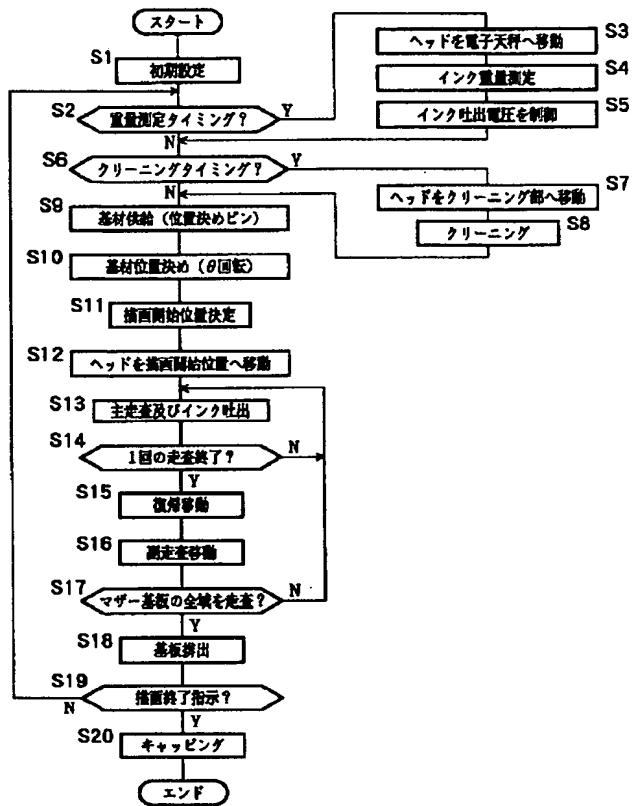 スタート
S1
初期設定
S2
重量測定タイミング?
Y
N
S3
ヘッドを電子天秤へ移動
S4
インク重量測定
S5
インク吐出電圧を制御
S6
クリーニングタイミング?
Y
N
S7
ヘッドをクリーニング部へ移動
S8
クリーニング
S9
基材供給(位置決めピン)
S10
基材位置決め(θ回転)
S11
描画開始位置決定
S12
ヘッドを描画開始位置へ移動
S13
主走査及びインク吐出
S14
1回の走査終了?
N
Y
S15
復帰移動
S16
副走査移動
S17
マザー基板の全域を走査?
N
Y
S18
基板排出
S19
描画終了指示?
N
Y
S20
キャッピング
エンド